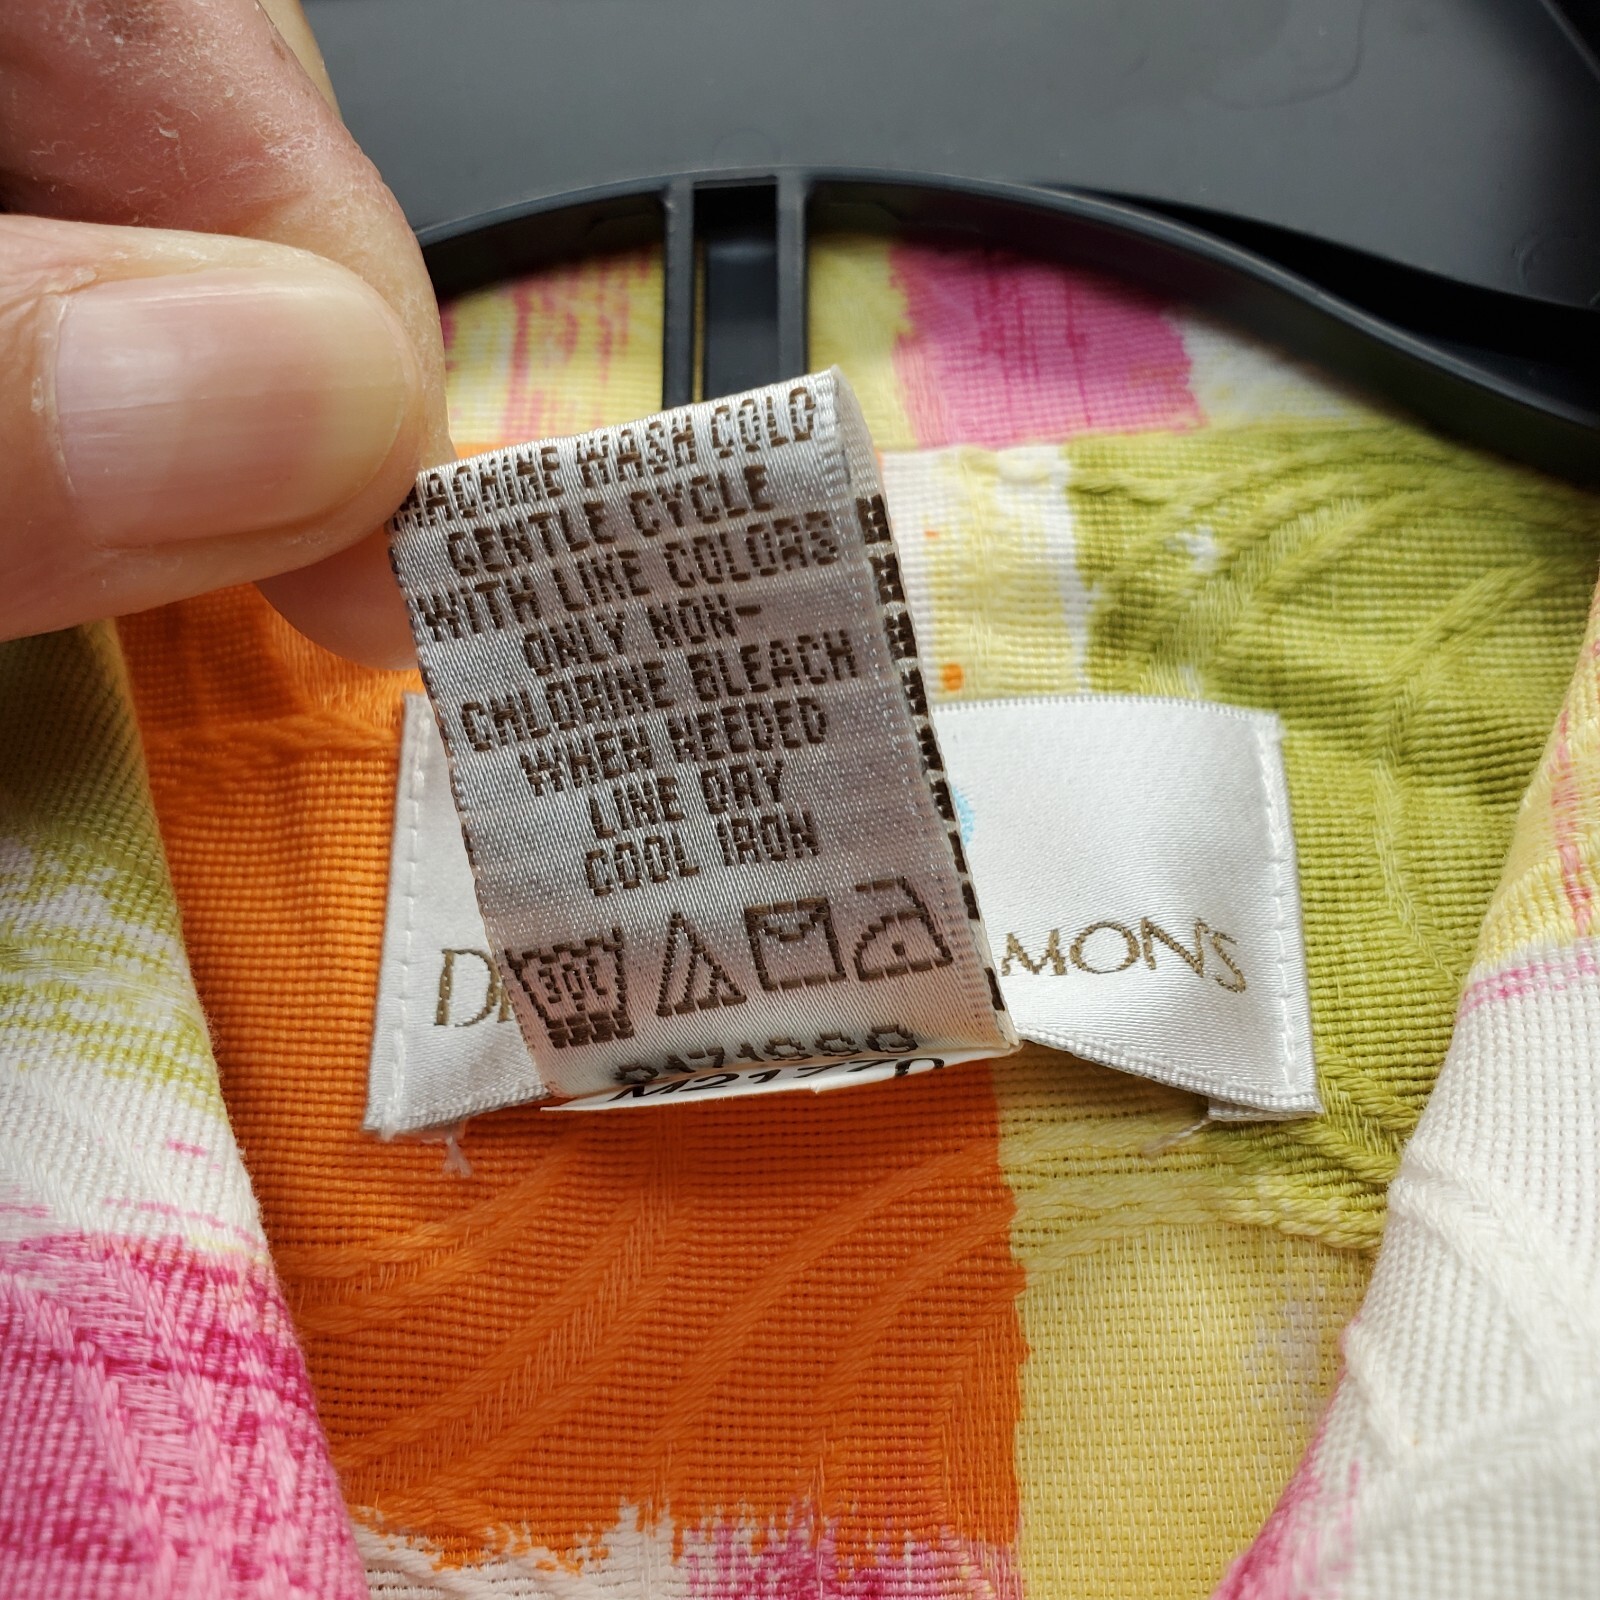 MACHINE WASH COLD
GENTLE CYCLE
WITH LIKE COLORS
ONLY NON-
CHLORINE BLEACH
WHEN NEEDED
LINE DRY
COOL IRON
30C
MONS